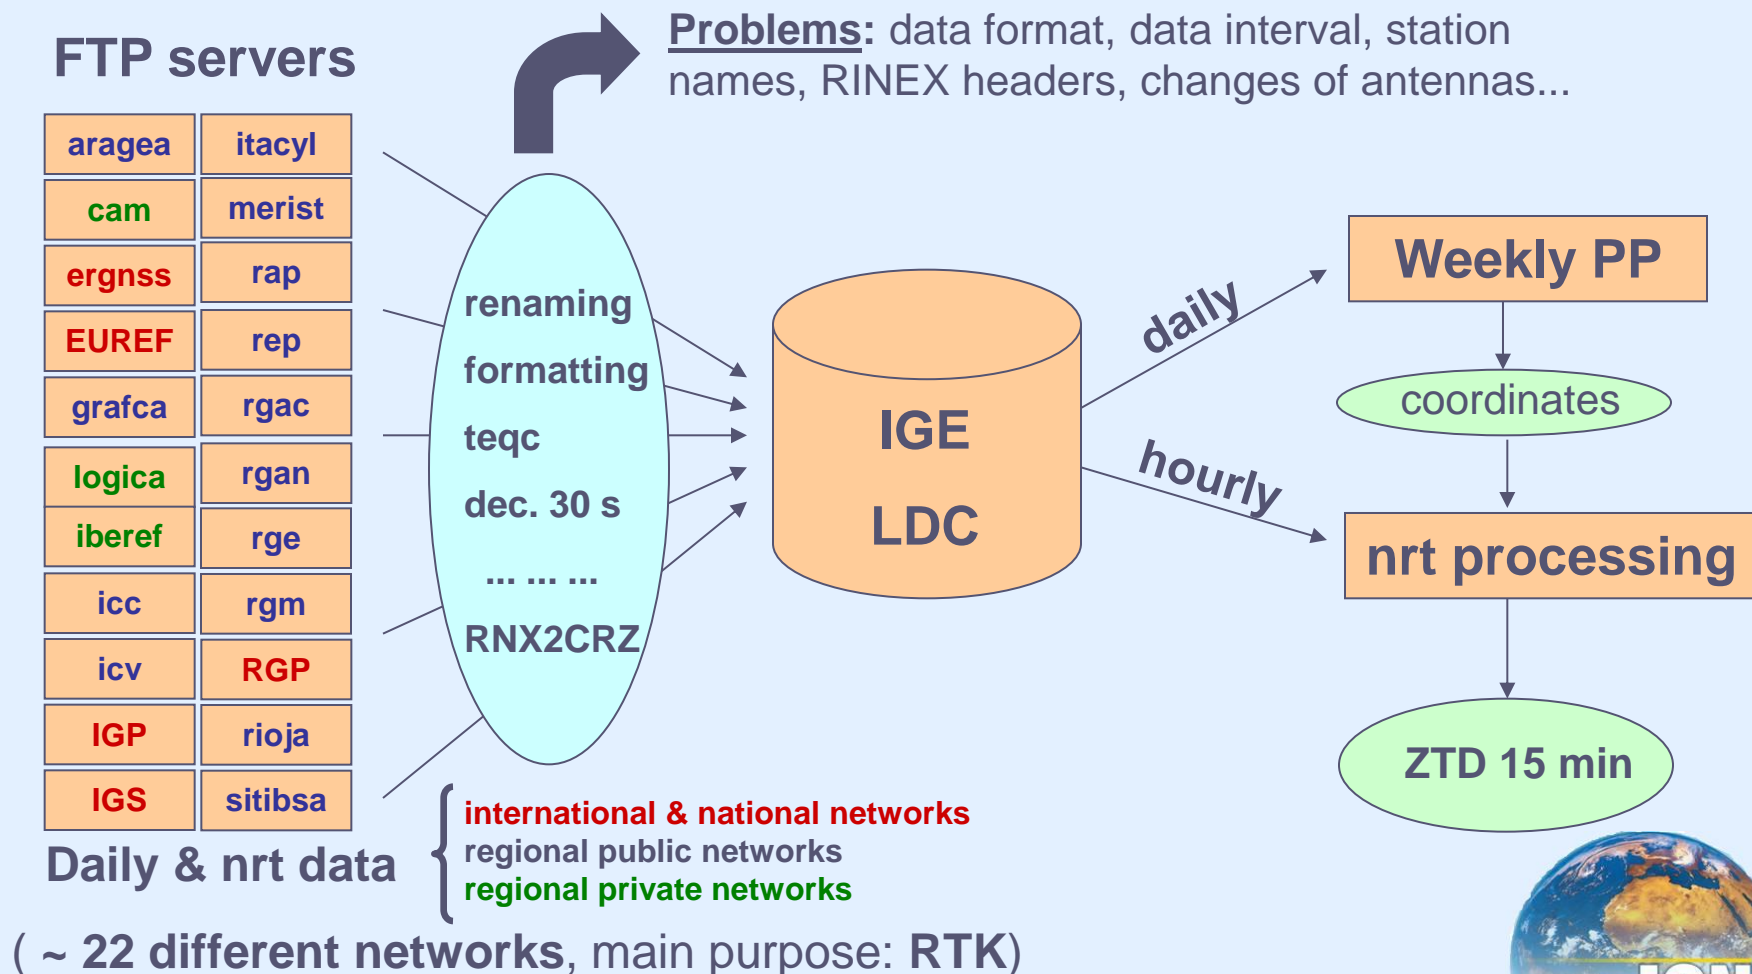 FTP servers
Problems: data format, data interval, station
names, RINEX headers, changes of antennas...
aragea itacyl
cam merist
ergnss rap
EUREF rep
grafca rgac
logica rgan
iberef rge
icc rgm
icv RGP
IGP rioja
IGS sitibsa
Daily & nrt data
renaming
formatting
teqc
dec. 30 s
... ... ...
RNX2CRZ
IGE
LDC
daily
hourly
Weekly PP
coordinates
nrt processing
ZTD 15 min
international & national networks
regional public networks
regional private networks
( ~ 22 different networks, main purpose: RTK)